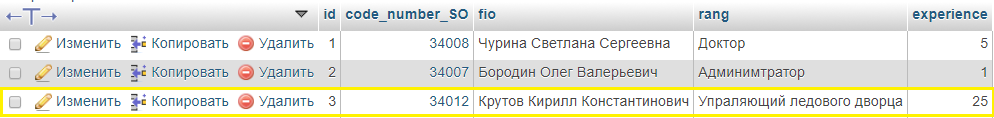 id code_number_SO fio rang experience
Изменить Копировать Удалить 1 34008 Чурина Светлана Сергеевна Доктор 5
Изменить Копировать Удалить 2 34007 Бородин Олег Валерьевич Админимтратор 1
Изменить Копировать Удалить 3 34012 Крутов Кирилл Константинович Упраляющий ледового дворца 25